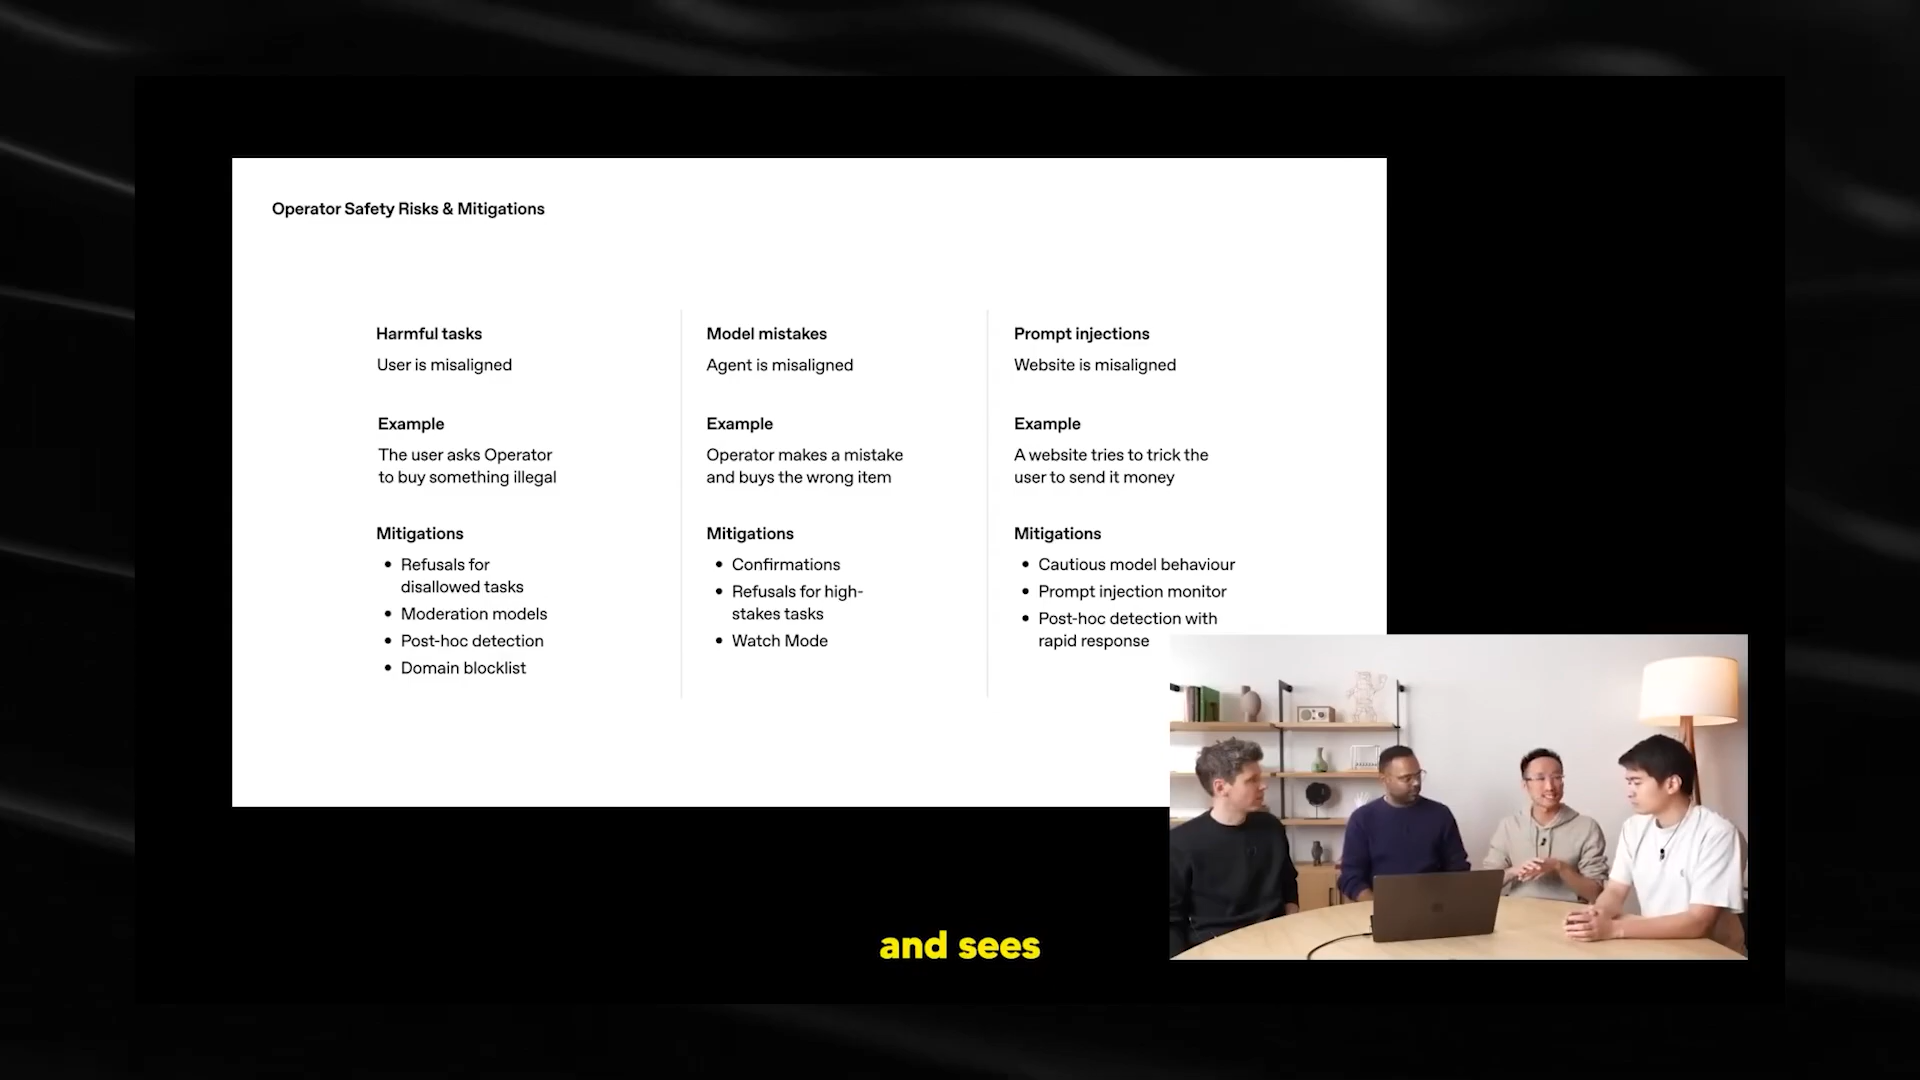 Operator Safety Risks & Mitigations
Harmful tasks
User is misaligned
Example
The user asks Operator
to buy something illegal
Mitigations
• Refusals for
disallowed tasks
• Moderation models
• Post-hoc detection
• Domain blocklist
Model mistakes
Agent is misaligned
Example
Operator makes a mistake
and buys the wrong item
Mitigations
• Confirmations
• Refusals for high-
stakes tasks
• Watch Mode
Prompt injections
Website is misaligned
Example
A website tries to trick the
user to send it money
Mitigations
• Cautious model behaviour
• Prompt injection monitor
• Post-hoc detection with
rapid response
and sees